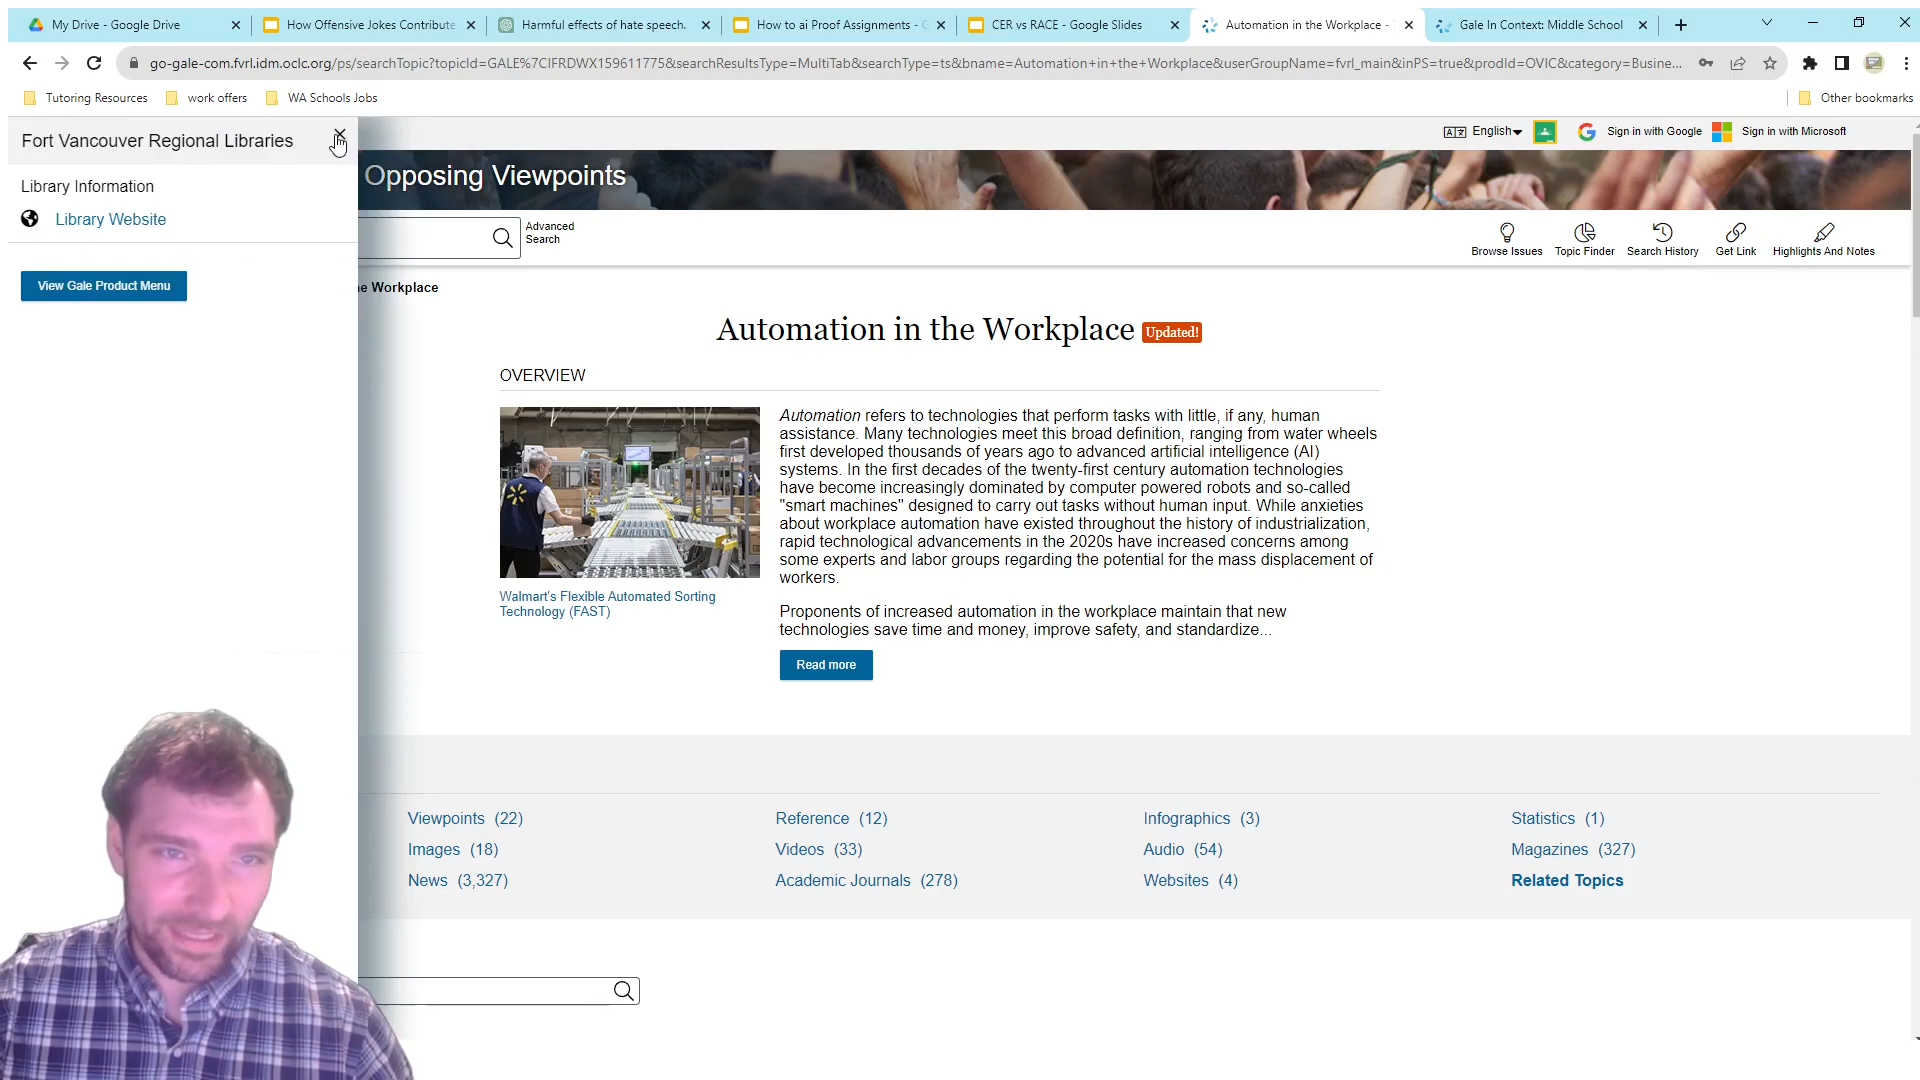 My Drive - Google Drive
How Offensive Jokes Contribute
Harmful effects of hate speech.
How to ai Proof Assignments - G
CER vs RACE - Google Slides
Automation in the Workplace -
Gale In Context: Middle School
go-gale-com.fvrl.idm.oclc.org/ps/searchTopic?topicId=GALE%7CIFRDWX159611775&searchResultsType=MultiTab&searchType=ts&bname=Automation+in+the+Workplace&userGroupName=fvrl_main&inPS=true&prodId=OVIC&category=Busine...
Tutoring Resources
work offers
WA Schools Jobs
Other bookmarks
Fort Vancouver Regional Libraries
Library Information
Library Website
View Gale Product Menu
English
Sign in with Google
Sign in with Microsoft
Opposing Viewpoints
Advanced
Search
Browse Issues
Topic Finder
Search History
Get Link
Highlights And Notes
e Workplace
Automation in the Workplace Updated!
OVERVIEW
Walmart's Flexible Automated Sorting
Technology (FAST)
Automation refers to technologies that perform tasks with little, if any, human
assistance. Many technologies meet this broad definition, ranging from water wheels
first developed thousands of years ago to advanced artificial intelligence (AI)
systems. In the first decades of the twenty-first century automation technologies
have become increasingly dominated by computer powered robots and so-called
"smart machines" designed to carry out tasks without human input. While anxieties
about workplace automation have existed throughout the history of industrialization,
rapid technological advancements in the 2020s have increased concerns among
some experts and labor groups regarding the potential for the mass displacement of
workers.
Proponents of increased automation in the workplace maintain that new
technologies save time and money, improve safety, and standardize...
Read more
Viewpoints (22)
Reference (12)
Infographics (3)
Statistics (1)
Images (18)
Videos (33)
Audio (54)
Magazines (327)
News (3,327)
Academic Journals (278)
Websites (4)
Related Topics